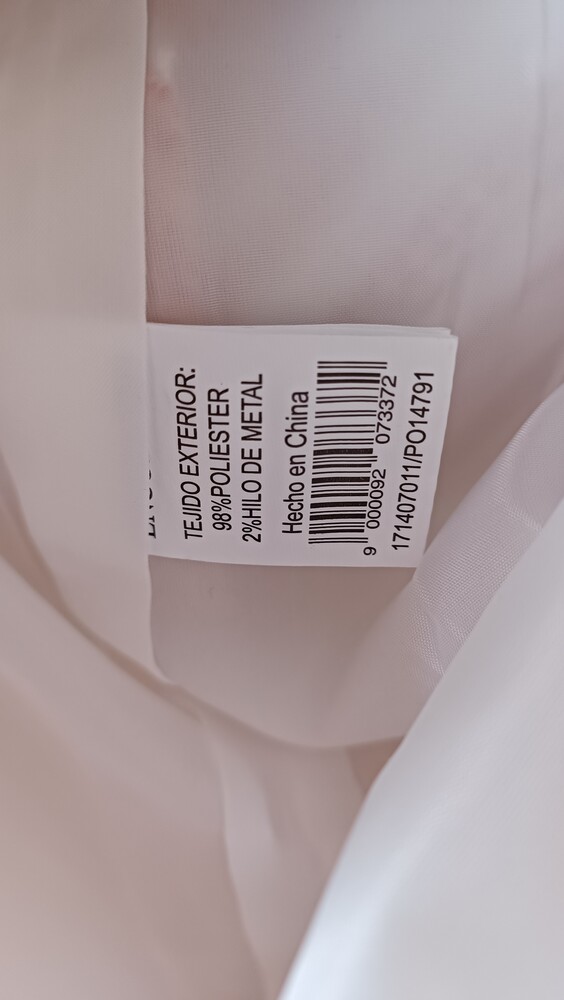 TEJIDO EXTERIOR:
98%POLIESTER
2%HILO DE METAL
Hecho en China
9 000092 073372
171407011/PO14791